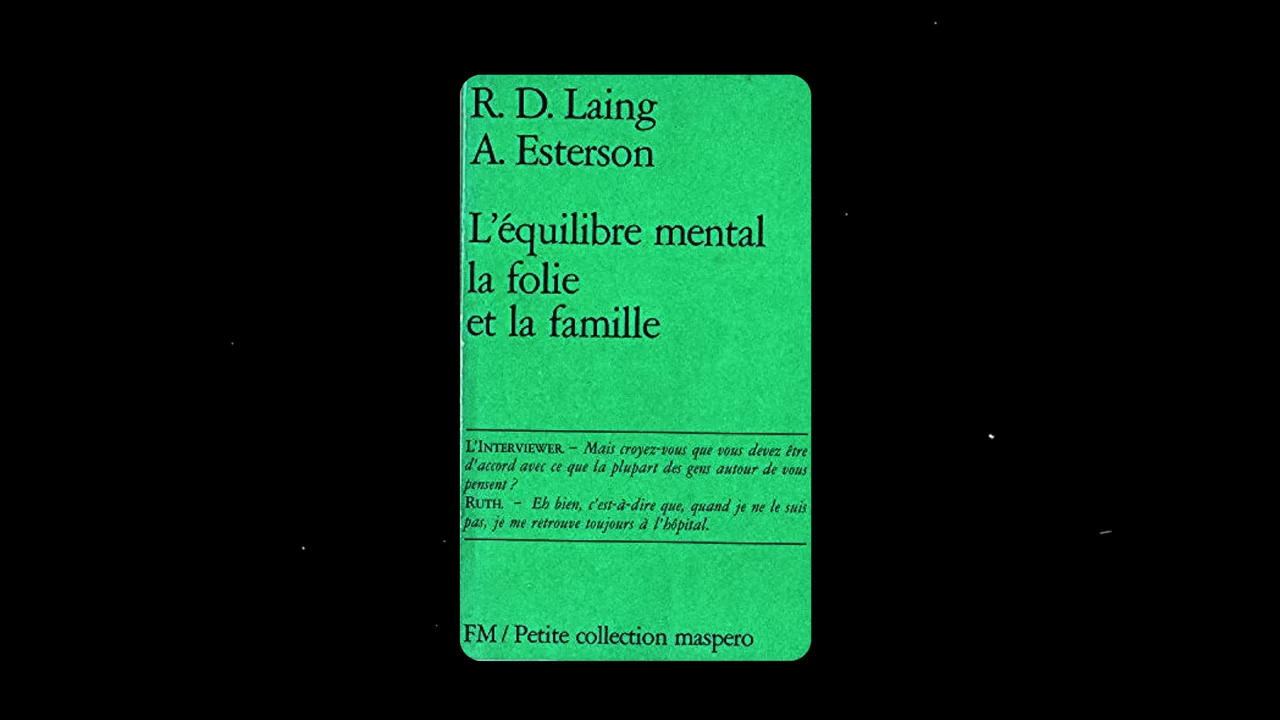 R. D. Laing
A. Esterson
L'équilibre mental
la folie
et la famille
L'INTERVIEWER – Mais croyez-vous que vous devez être
d'accord avec ce que la plupart des gens autour de vous
pensent ?
RUTH. – Eh bien, c'est-à-dire que, quand je ne le suis
pas, je me retrouve toujours à l'hôpital.
FM / Petite collection maspero